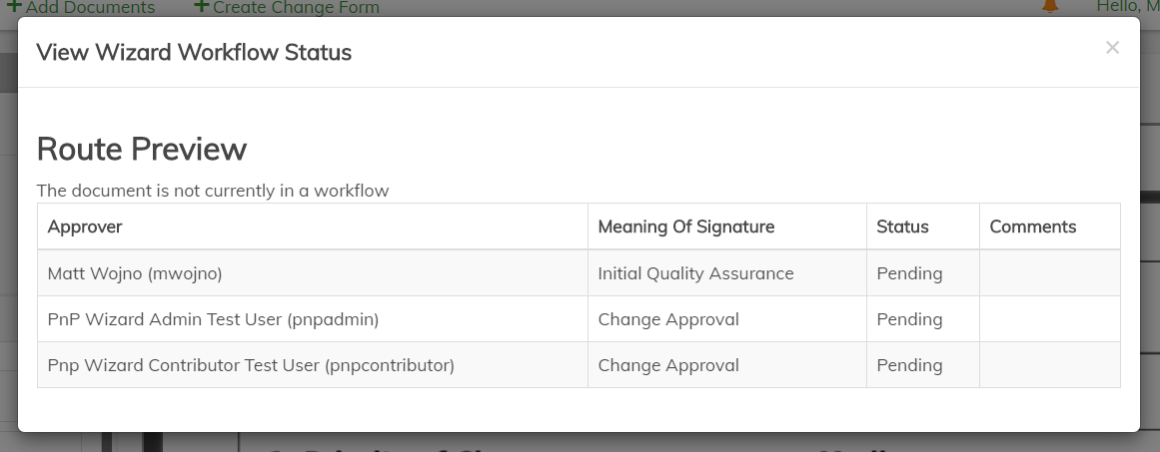 Add Documents Create Change Form Hello, M
View Wizard Workflow Status ×
Route Preview
The document is not currently in a workflow
Approver Meaning Of Signature Status Comments
Matt Wojno (mwojno) Initial Quality Assurance Pending
PnP Wizard Admin Test User (pnpadmin) Change Approval Pending
Pnp Wizard Contributor Test User (pnpcontributor) Change Approval Pending